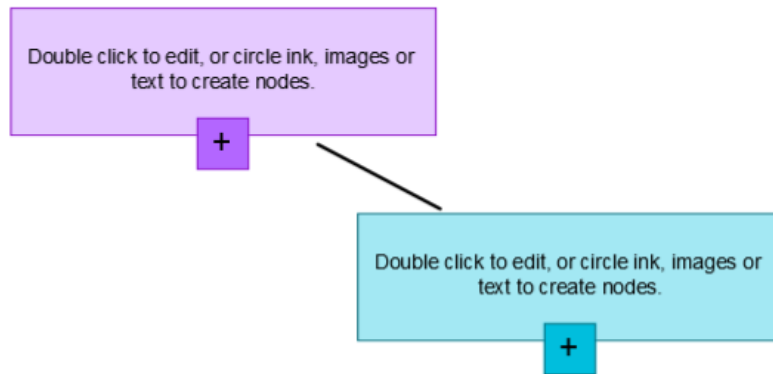 Double click to edit, or circle ink, images or
text to create nodes.
+
Double click to edit, or circle ink, images or
text to create nodes.
+